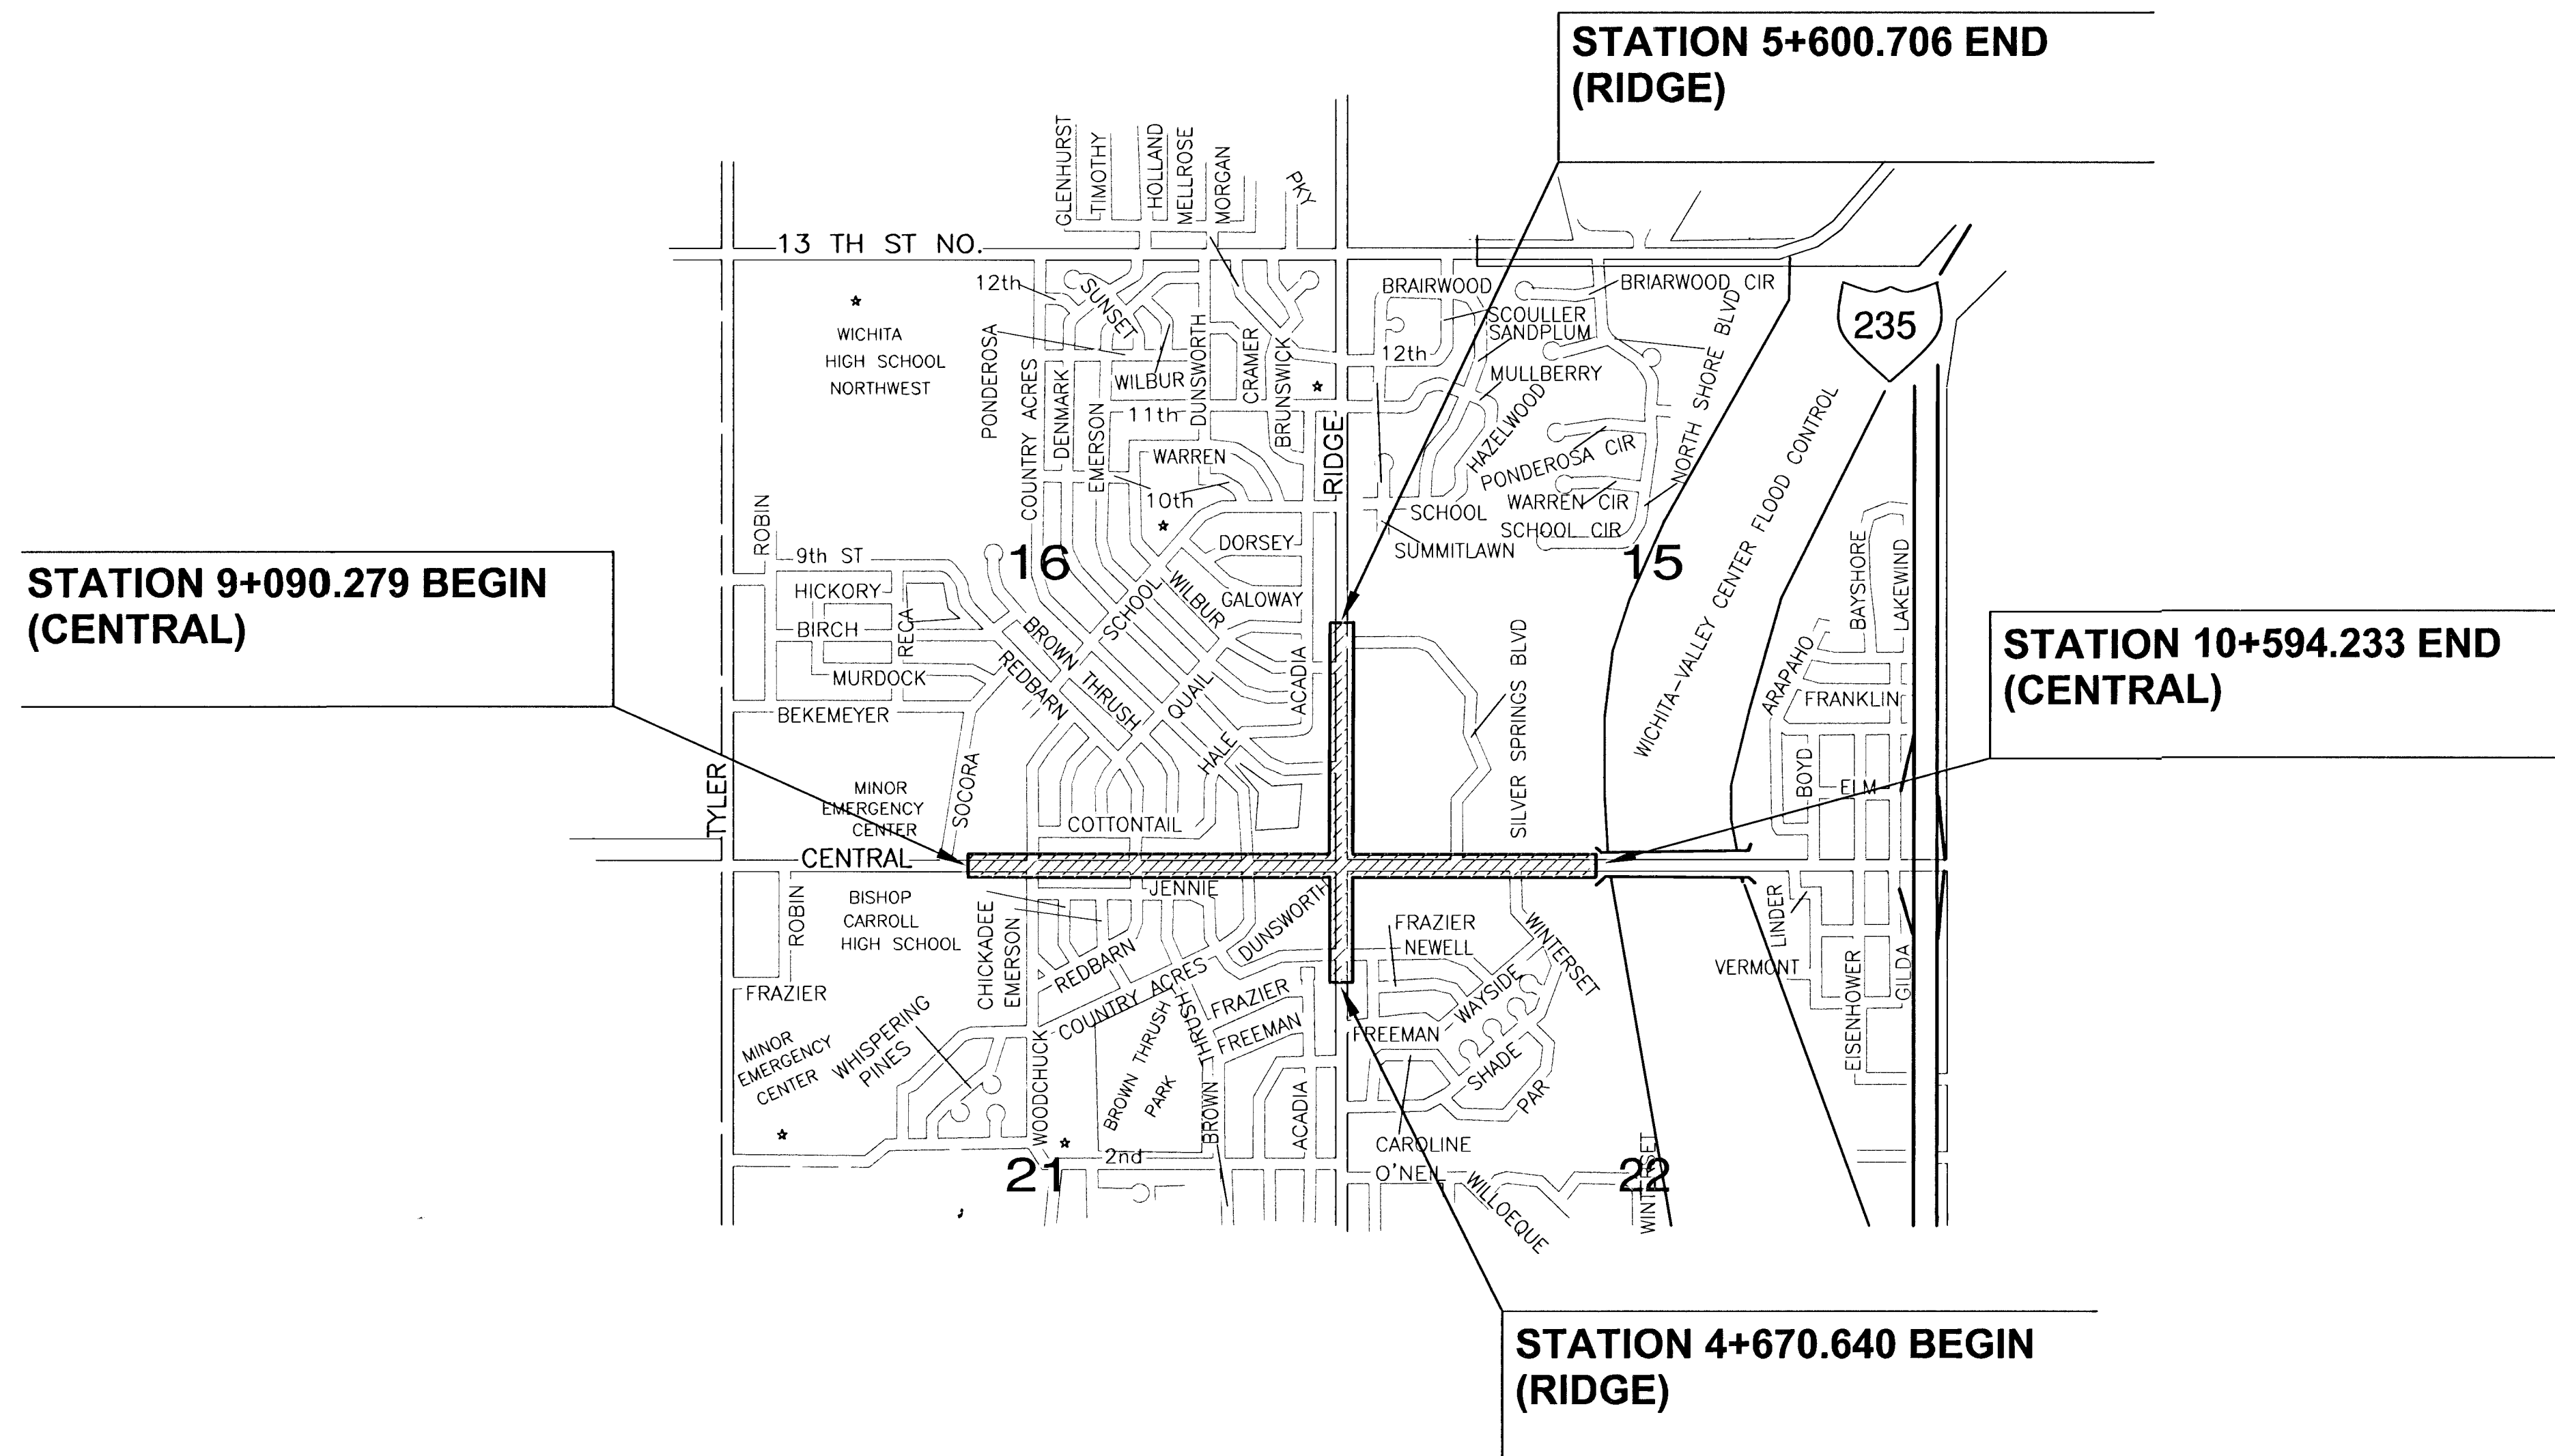 STATION 5+600.706 END
(RIDGE)
GLENHURST
TIMOTHY
HOLLAND
MELLROSE
MORGAN
PKY
13 TH ST NO.
12th
SUNSET
BRAIRWOOD
BRIARWOOD CIR
235
WICHITA
HIGH SCHOOL
NORTHWEST
PONDEROSA
COUNTRY ACRES
DENMARK
EMERSON
WILBUR
DUNSWORTH
CRAMER
BRUNSWICK
RIDGE
11th
WARREN
10th
SCOULLER
SANDPLUM
12th
MULLBERRY
HAZELWOOD
PONDEROSA CIR
WARREN CIR
SCHOOL
SCHOOL CIR
SUMMITLAWN
NORTH SHORE BLVD
WICHITA-VALLEY CENTER FLOOD CONTROL
STATION 9+090.279 BEGIN
(CENTRAL)
ROBIN
9th ST
HICKORY
BIRCH
RECA
MURDOCK
BEKEMEYER
16
DORSEY
GALOWAY
SCHOOL
WILBUR
BROWN THRUSH
REDBARN
QUAIL
HALE
ACADIA
15
SILVER SPRINGS BLVD
BAYSHORE
LAKEWIND
ARAPAHO
FRANKLIN
BOYD
ELM
STATION 10+594.233 END
(CENTRAL)
TYLER
MINOR
EMERGENCY
CENTER
SOCORA
COTTONTAIL
CENTRAL
JENNIE
ROBIN
BISHOP
CARROLL
HIGH SCHOOL
CHICKADEE
EMERSON
REDBARN
COUNTRY ACRES
DUNSWORTH
FRAZIER
NEWELL
WINTERSET
WAYSIDE
LINDER
VERMONT
EISENHOWER
GILDA
FRAZIER
MINOR
EMERGENCY
CENTER
WHISPERING
PINES
WOODCHUCK
BROWN THRUSH
PARK
THRUSH
BROWN
FRAZIER
FREEMAN
ACADIA
FREEMAN
SHADE
PAR
CAROLINE
O'NEIL
WILLOEQUE
WINTERSET
21
2nd
22
STATION 4+670.640 BEGIN
(RIDGE)